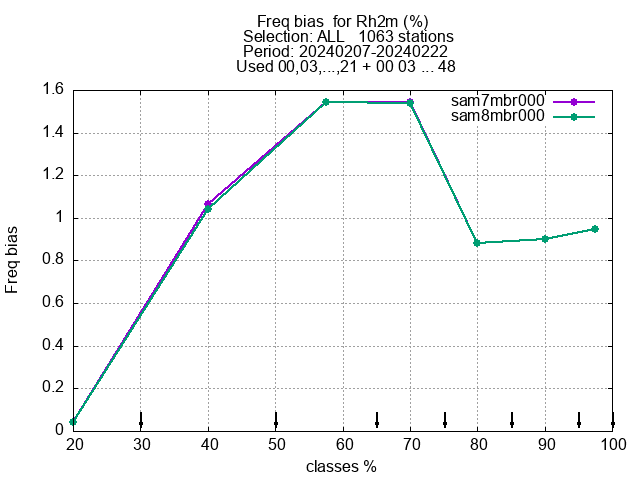 Freq bias  for Rh2m (%)
Selection: ALL   1063 stations
Period: 20240207-20240222
Used 00,03,...,21 + 00 03 ... 48
sam7mbr000
sam8mbr000
1.6
1.4
1.2
1
0.8
0.6
0.4
0.2
0
Freq bias
20 30 40 50 60 70 80 90 100
classes %